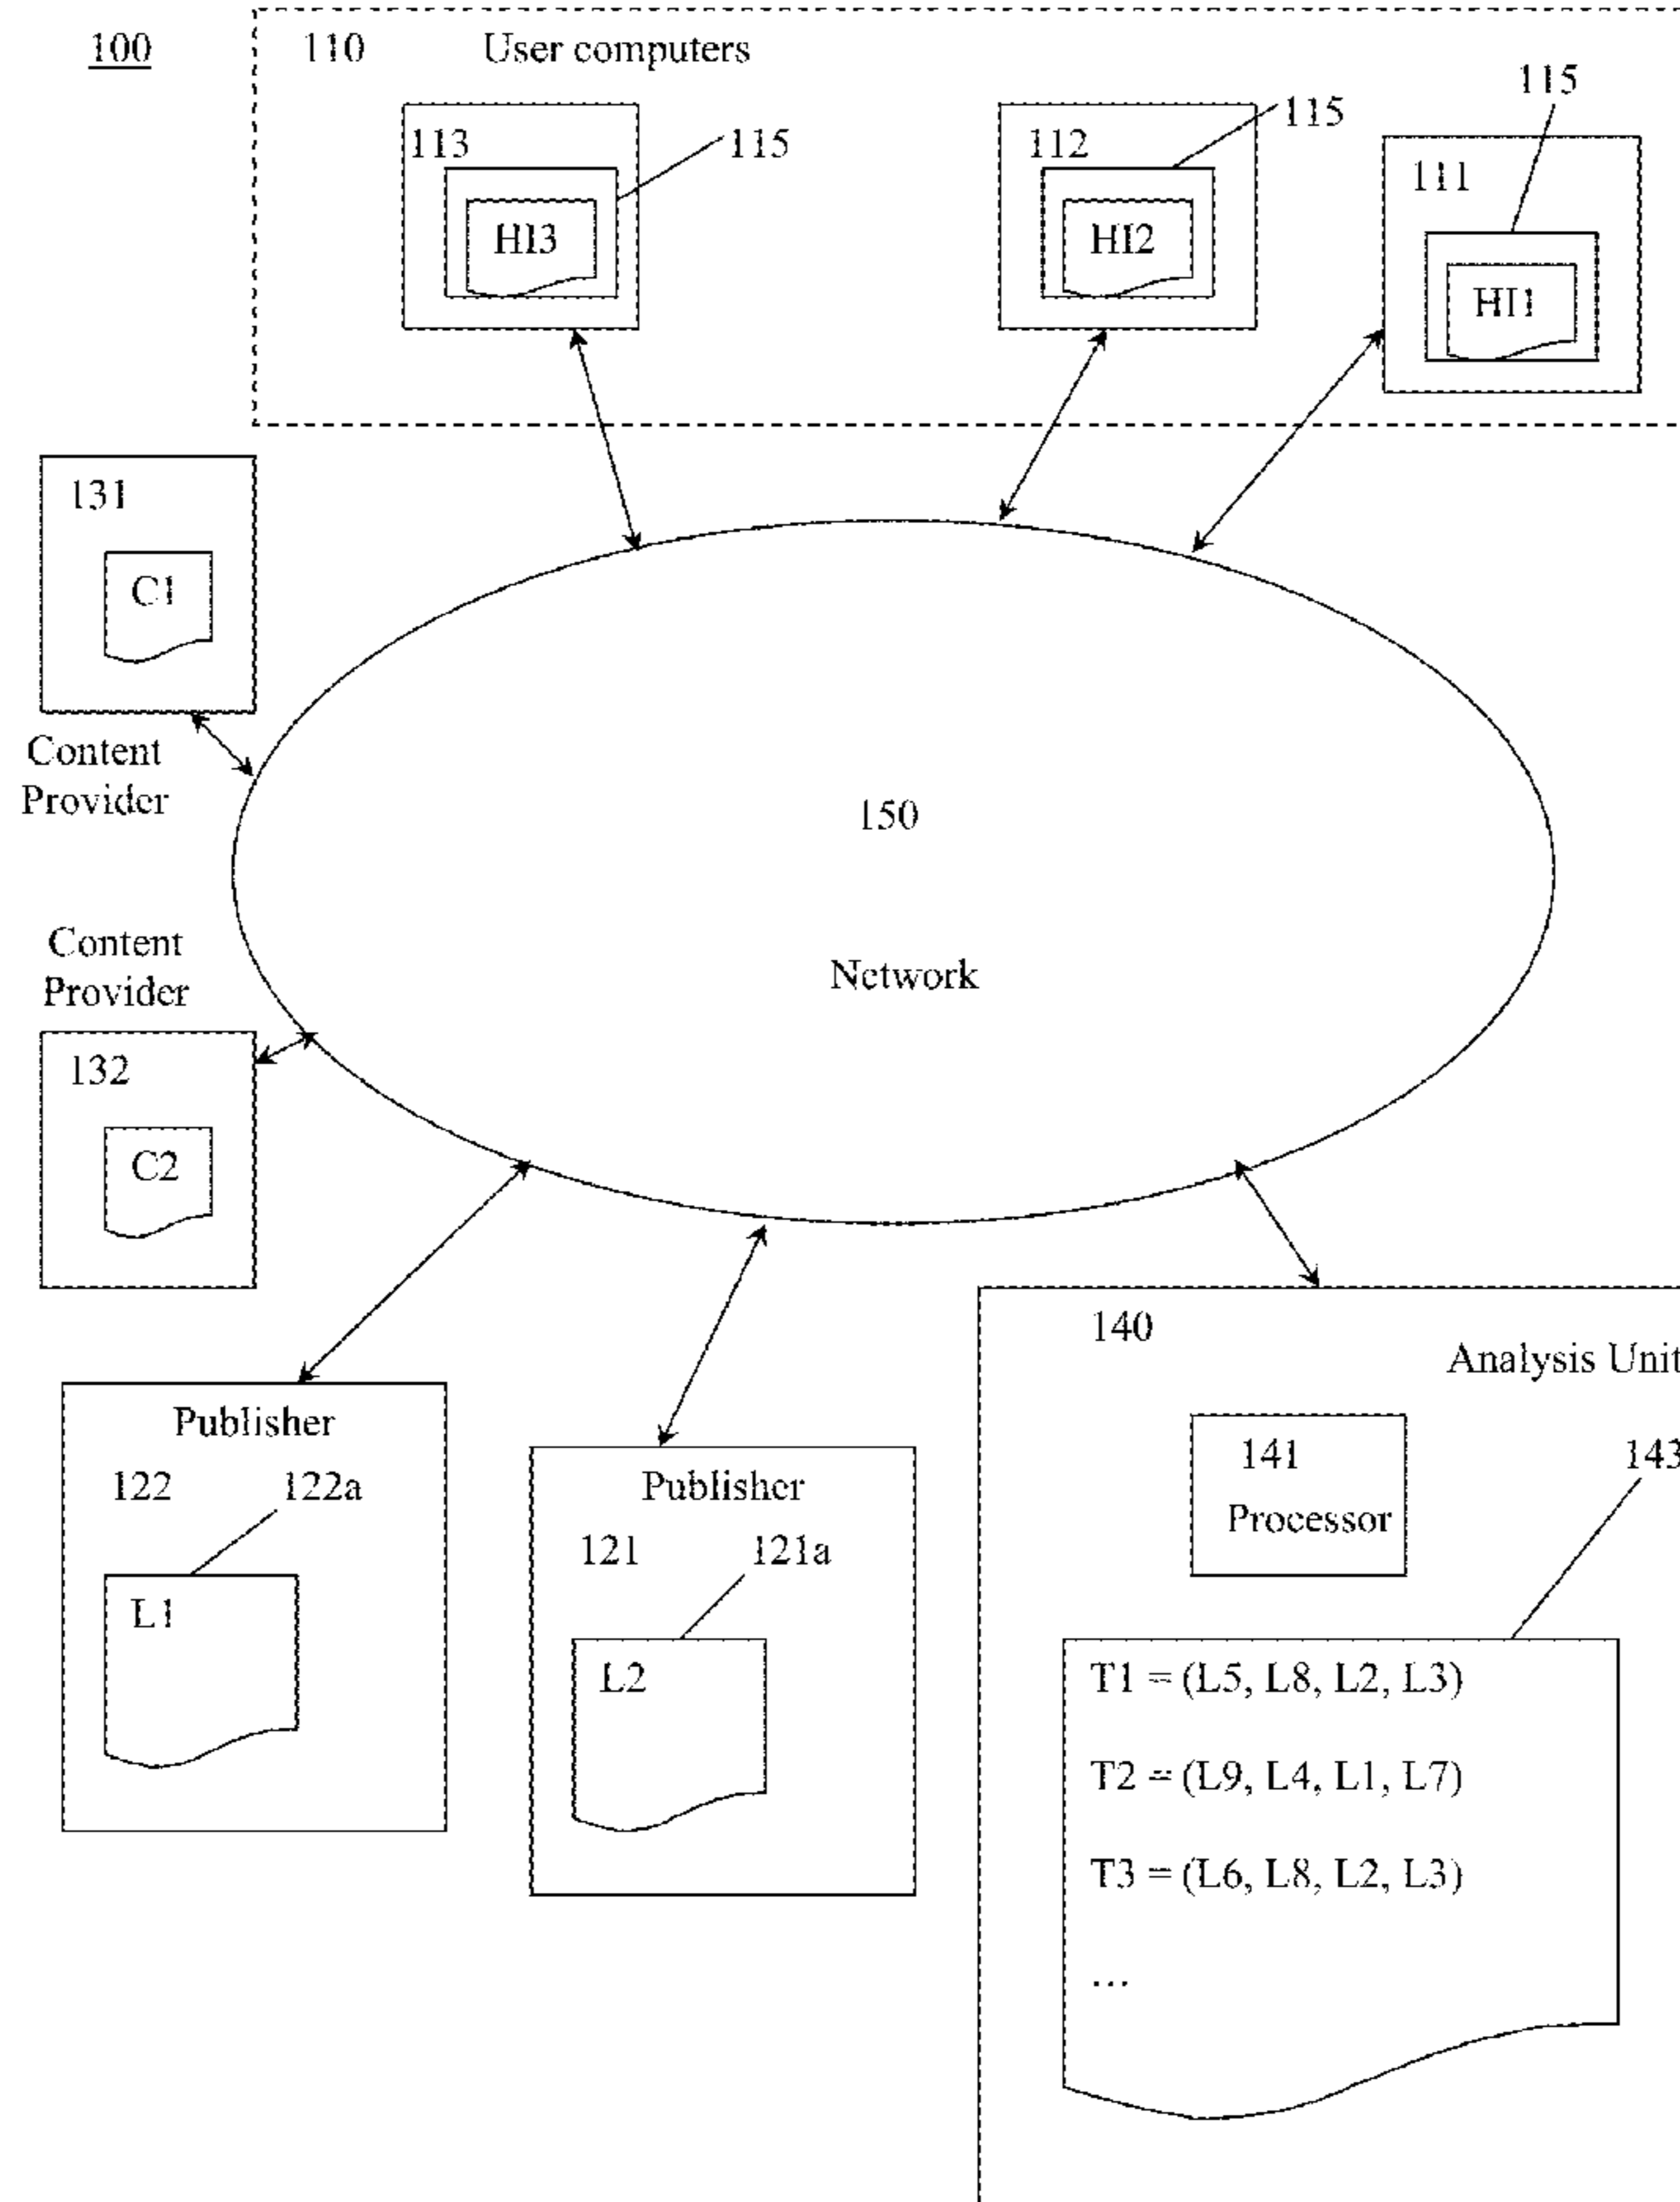 100
110 User computers
115
115
115
113
112
111
HI3
HI2
HI1
131
C1
Content
Provider
150
Content
Provider
Network
132
C2
140
Analysis Unit
Publisher
122 122a
L1
Publisher
121 121a
L2
141
Processor
143
T1 = (L5, L8, L2, L3)
T2 = (L9, L4, L1, L7)
T3 = (L6, L8, L2, L3)
...